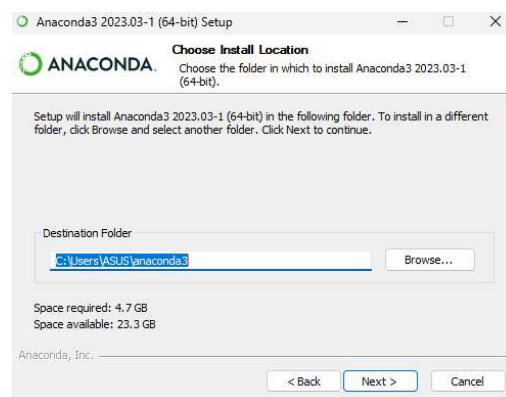 Anaconda3 2023.03-1 (64-bit) Setup
Choose Install Location
ANACONDA.
Choose the folder in which to install Anaconda3 2023.03-1
(64-bit).
Setup will install Anaconda3 2023.03-1 (64-bit) in the following folder. To install in a different
folder, click Browse and select another folder. Click Next to continue.
Destination Folder
C:\Users\ASUS\anaconda3
Browse...
Space required: 4.7 GB
Space available: 23.3 GB
Anaconda, Inc.
< Back
Next >
Cancel